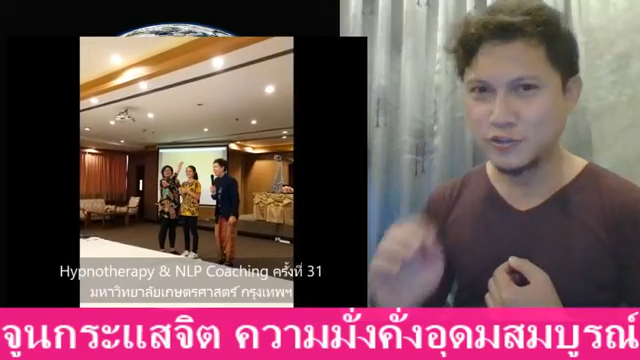 Hypnotherapy & NLP Coaching ครั้งที่ 31
มหาวิทยาลัยเกษตรศาสตร์ กรุงเทพฯ
จูนกระแสจิต ความมั่งคั่งอุดมสมบูรณ์